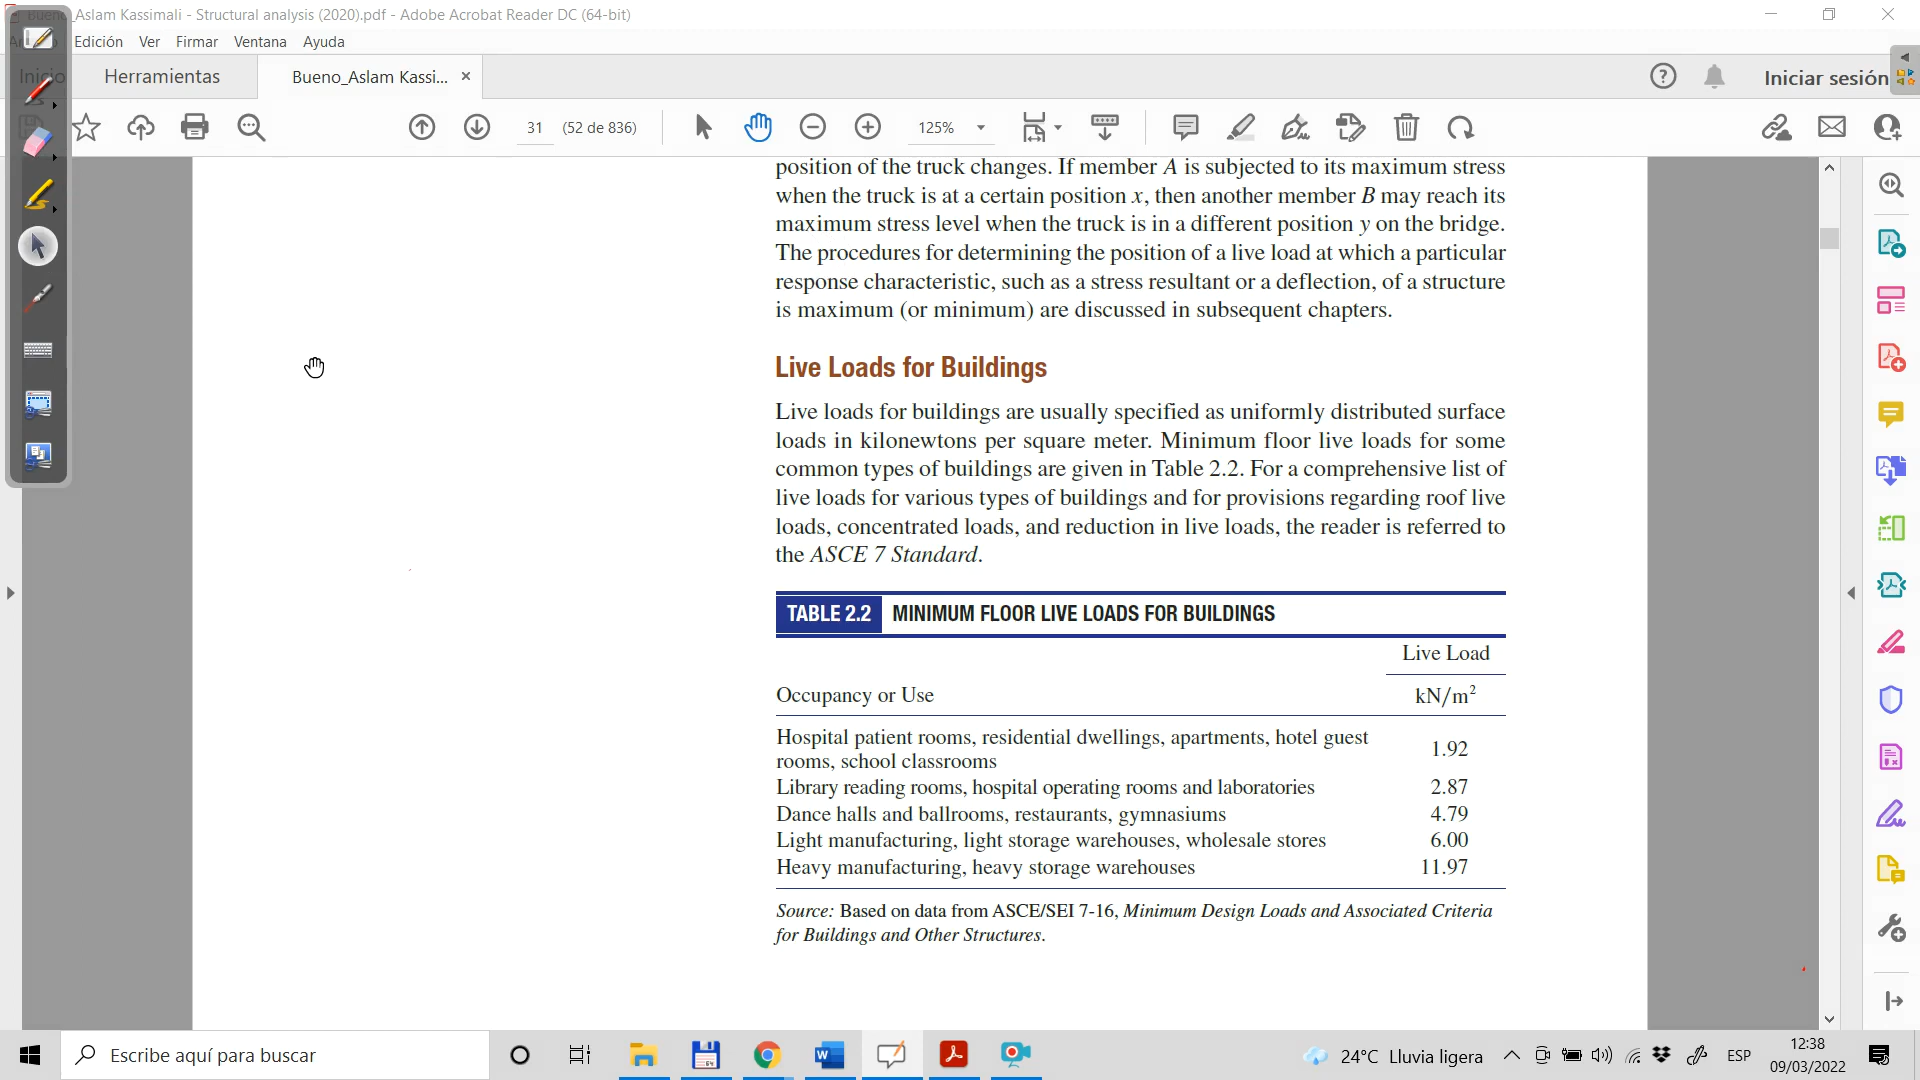 Aslam Kassimali - Structural analysis (2020).pdf - Adobe Acrobat Reader DC (64-bit)
Edición Ver Firmar Ventana Ayuda
Inicio Herramientas Bueno_Aslam Kassi... × Iniciar sesión
31 (52 de 836) 125%
position of the truck changes. If member A is subjected to its maximum stress
when the truck is at a certain position x, then another member B may reach its
maximum stress level when the truck is in a different position y on the bridge.
The procedures for determining the position of a live load at which a particular
response characteristic, such as a stress resultant or a deflection, of a structure
is maximum (or minimum) are discussed in subsequent chapters.
Live Loads for Buildings
Live loads for buildings are usually specified as uniformly distributed surface
loads in kilonewtons per square meter. Minimum floor live loads for some
common types of buildings are given in Table 2.2. For a comprehensive list of
live loads for various types of buildings and for provisions regarding roof live
loads, concentrated loads, and reduction in live loads, the reader is referred to
the ASCE 7 Standard.
TABLE 2.2 MINIMUM FLOOR LIVE LOADS FOR BUILDINGS
Live Load
Occupancy or Use kN/m²
Hospital patient rooms, residential dwellings, apartments, hotel guest
rooms, school classrooms 1.92
Library reading rooms, hospital operating rooms and laboratories 2.87
Dance halls and ballrooms, restaurants, gymnasiums 4.79
Light manufacturing, light storage warehouses, wholesale stores 6.00
Heavy manufacturing, heavy storage warehouses 11.97
Source: Based on data from ASCE/SEI 7-16, Minimum Design Loads and Associated Criteria
for Buildings and Other Structures.
Escribe aquí para buscar 24°C Lluvia ligera ESP 12:38
09/03/2022